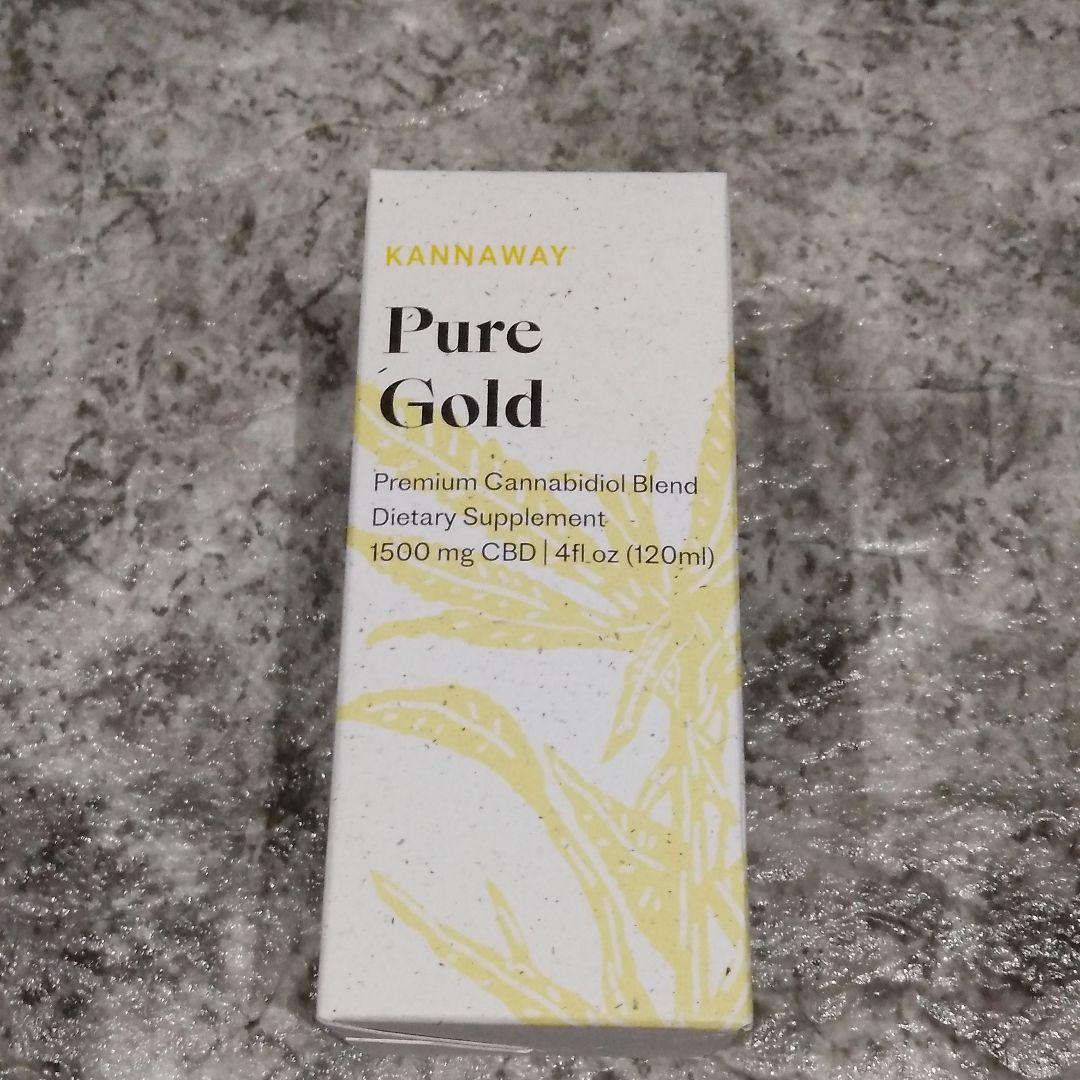 KANNAWAY
Pure
Gold
Premium Cannabidiol Blend
Dietary Supplement
1500 mg CBD | 4fl oz (120ml)